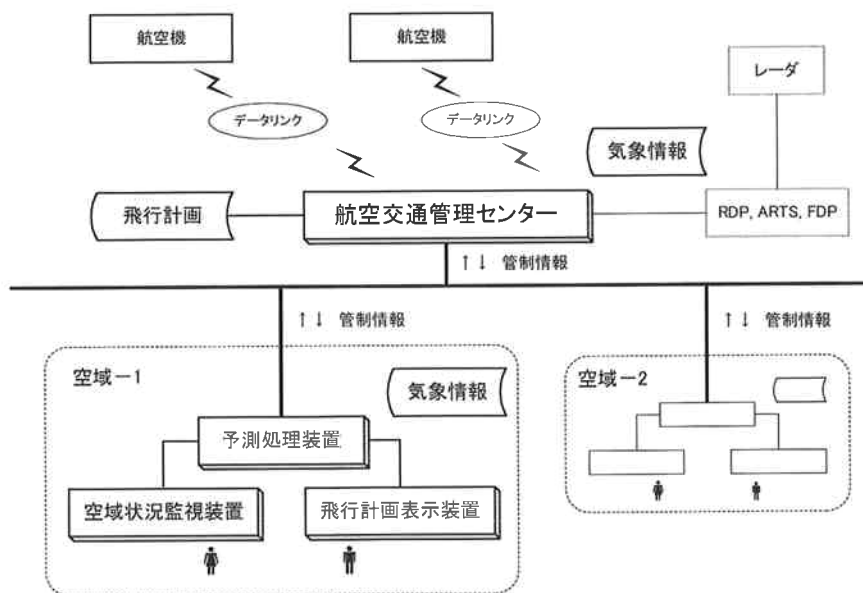 航空機
航空機
レーダ
データリンク
データリンク
気象情報
飛行計画
航空交通管理センター
RDP, ARTS, FDP
↑↓ 管制情報
↑↓ 管制情報
↑↓ 管制情報
空域－1
気象情報
空域－2
予測処理装置
空域状況監視装置
飛行計画表示装置